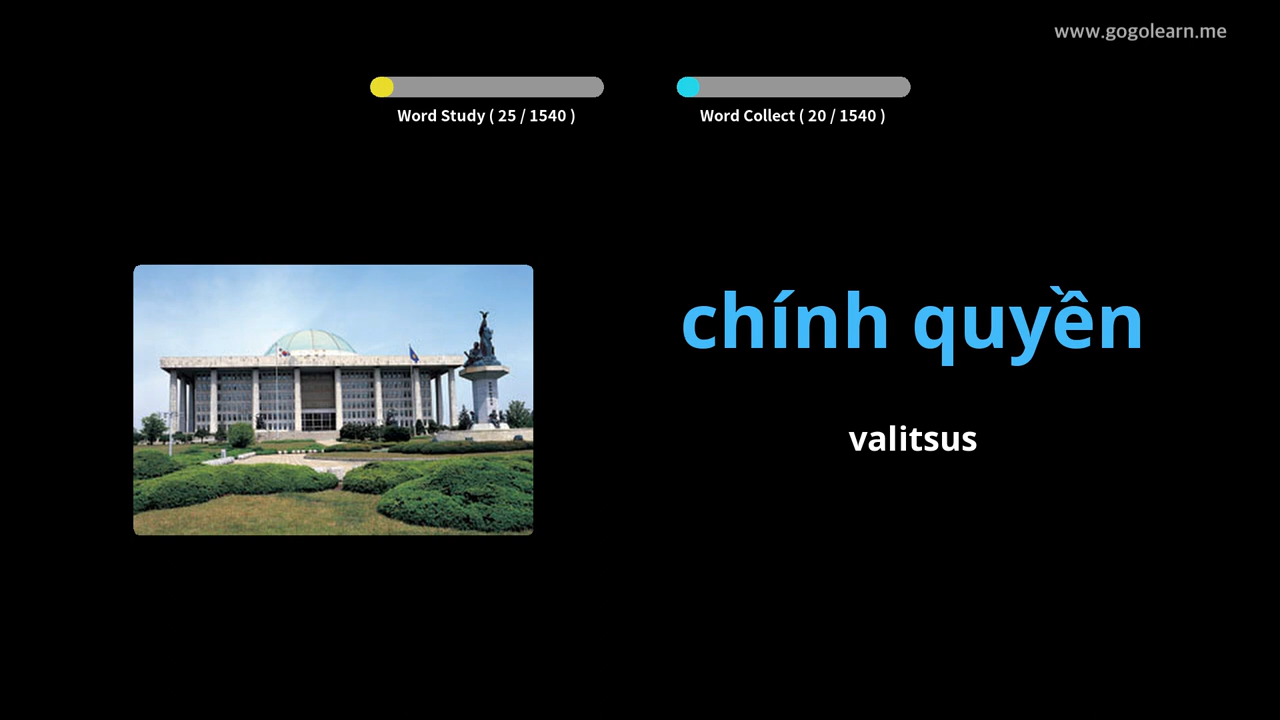 www.gogolearn.me
Word Study ( 25 / 1540 )
Word Collect ( 20 / 1540 )
chính quyền
valitsus